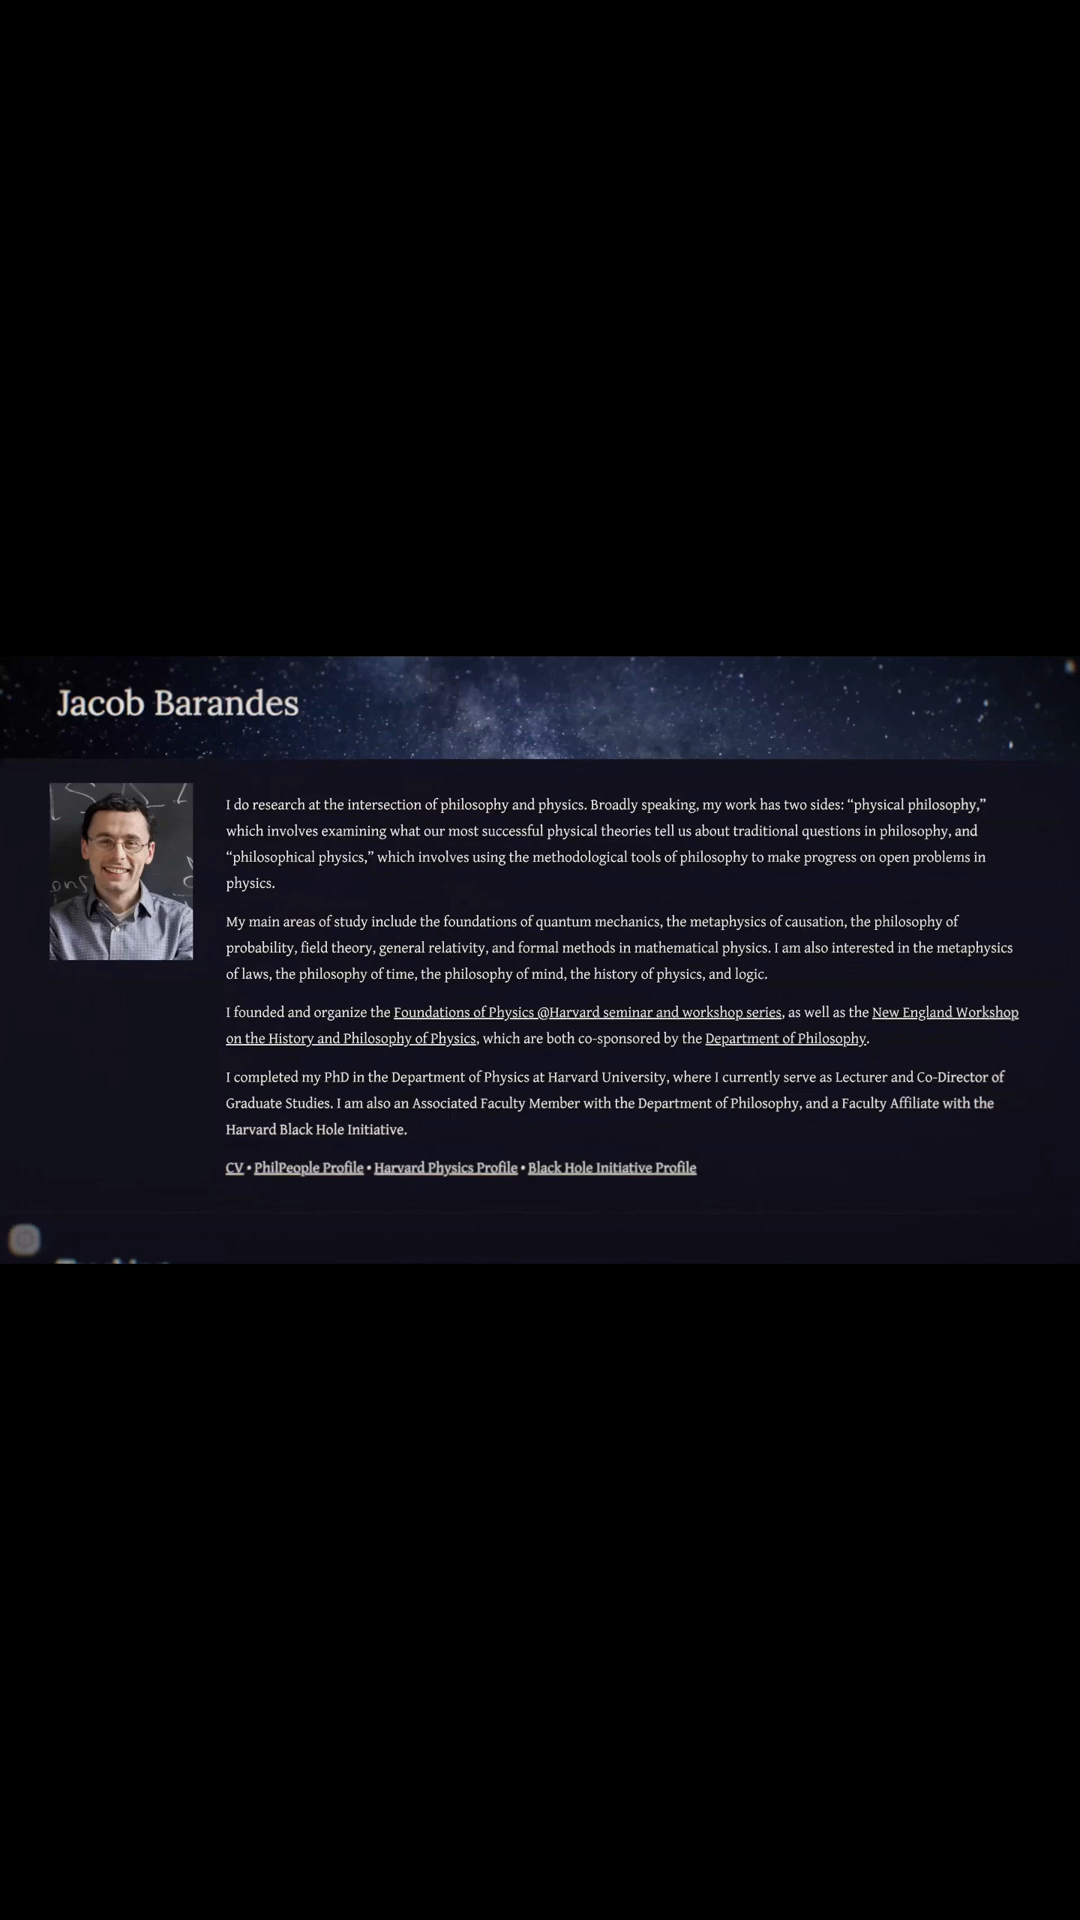 Jacob Barandes
I do research at the intersection of philosophy and physics. Broadly speaking, my work has two sides: “physical philosophy,”
which involves examining what our most successful physical theories tell us about traditional questions in philosophy, and
“philosophical physics,” which involves using the methodological tools of philosophy to make progress on open problems in
physics.
My main areas of study include the foundations of quantum mechanics, the metaphysics of causation, the philosophy of
probability, field theory, general relativity, and formal methods in mathematical physics. I am also interested in the metaphysics
of laws, the philosophy of time, the philosophy of mind, the history of physics, and logic.
I founded and organize the Foundations of Physics @Harvard seminar and workshop series, as well as the New England Workshop
on the History and Philosophy of Physics, which are both co-sponsored by the Department of Philosophy.
I completed my PhD in the Department of Physics at Harvard University, where I currently serve as Lecturer and Co-Director of
Graduate Studies. I am also an Associated Faculty Member with the Department of Philosophy, and a Faculty Affiliate with the
Harvard Black Hole Initiative.
CV • PhilPeople Profile • Harvard Physics Profile • Black Hole Initiative Profile